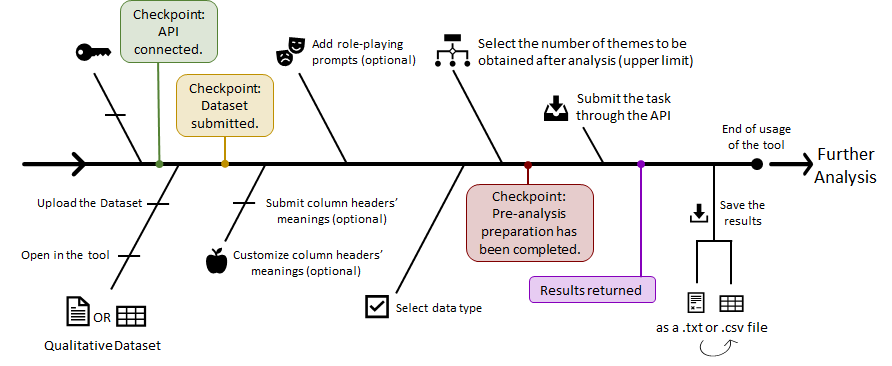 Checkpoint:
API
connected.
Checkpoint:
Dataset
submitted.
Add role-playing
prompts (optional)
Select the number of themes to be
obtained after analysis (upper limit)
Submit the task
through the API
End of usage
of the tool
Further
Analysis
Upload the Dataset
Open in the tool
OR
Qualitative Dataset
Submit column headers’
meanings (optional)
Customize column headers’
meanings (optional)
Select data type
Checkpoint:
Pre-analysis
preparation has
been completed.
Results returned
Save the
results
as a .txt or .csv file